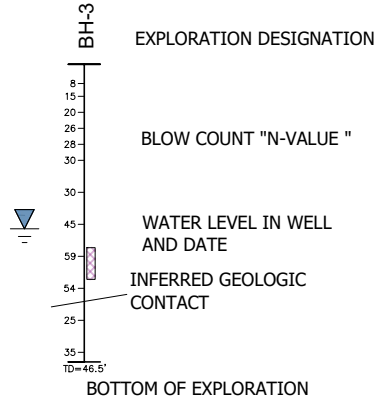 BH-3
EXPLORATION DESIGNATION
8
15
20
26
28
30
BLOW COUNT "N-VALUE "
30
45
WATER LEVEL IN WELL
AND DATE
59
54
INFERRED GEOLOGIC
CONTACT
25
35
TD=46.5'
BOTTOM OF EXPLORATION